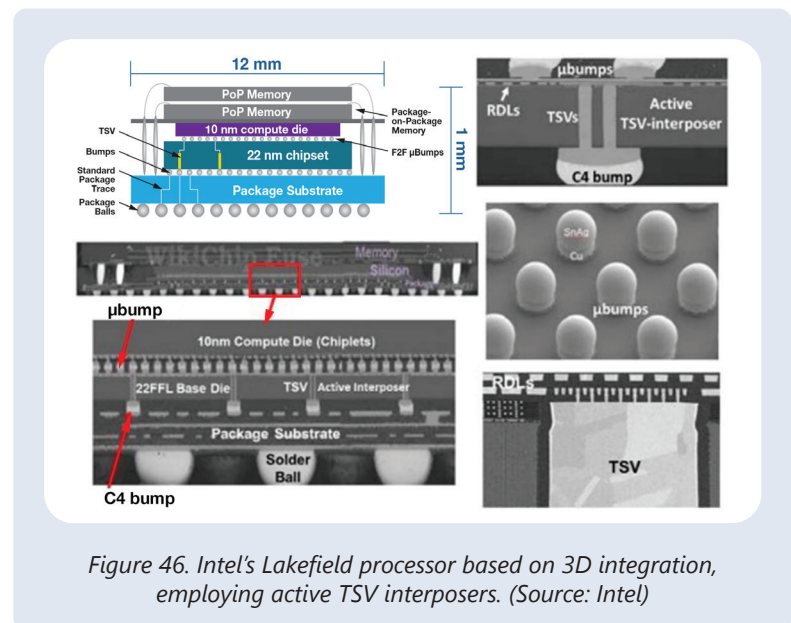 12 mm
PoP Memory
PoP Memory
10 nm compute die
22 nm chipset
Package Substrate
TSV
Bumps
Standard
Package
Trace
Package
Balls
Package-
on-Package
Memory
F2F µBumps
1 mm
µbumps
RDLs
TSVs
Active
TSV-interposer
C4 bump
WikiChip Fuse
Memory
Silicon
SnAg
Cu
µbumps
µbump
10nm Compute Die (Chiplets)
22FFL Base Die
TSV
Active Interposer
Package Substrate
Solder
Ball
C4 bump
RDLs
TSV
Figure 46. Intel's Lakefield processor based on 3D integration,
employing active TSV interposers. (Source: Intel)